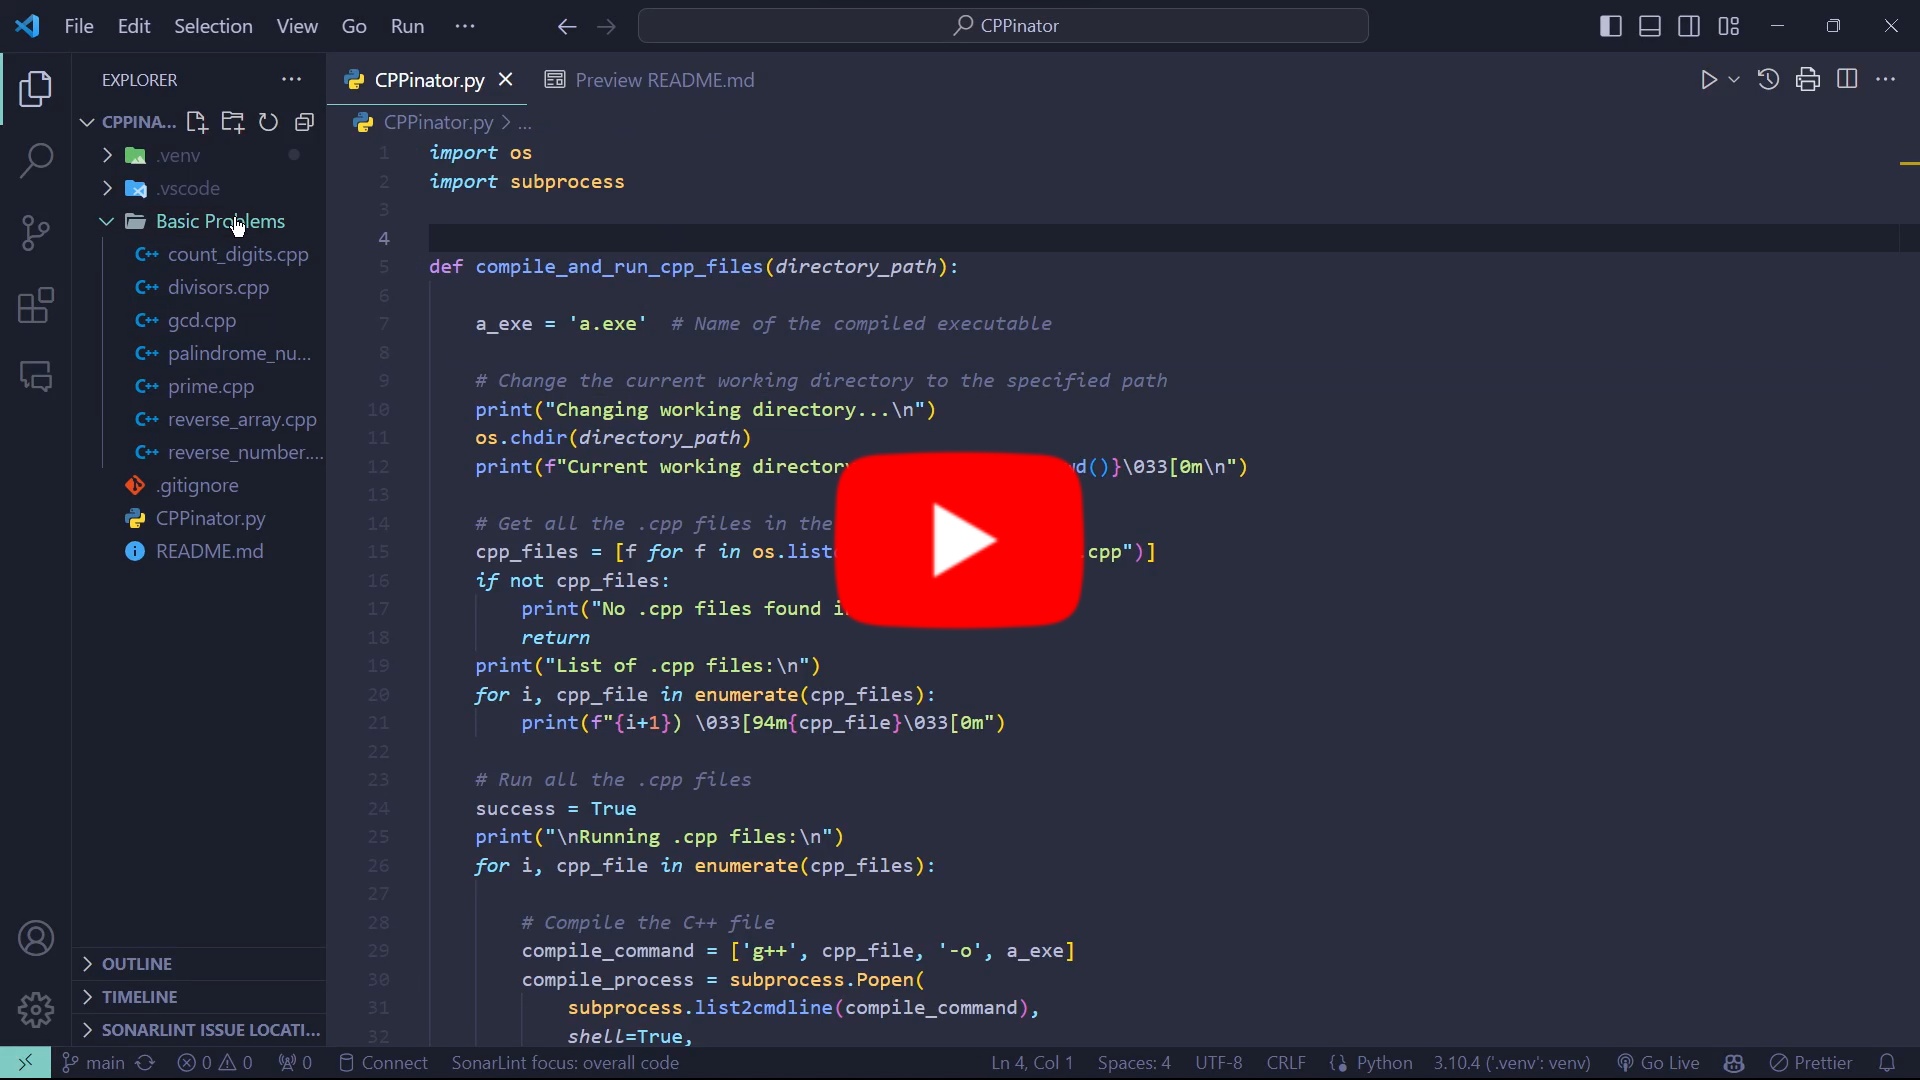 File Edit Selection View Go Run ... CPPinator
EXPLORER ... CPPinator.py Preview README.md
CPPINA...
.venv
.vscode
Basic Problems
count_digits.cpp
divisors.cpp
gcd.cpp
palindrome_nu...
prime.cpp
reverse_array.cpp
reverse_number....
.gitignore
CPPinator.py
README.md
OUTLINE
TIMELINE
SONARLINT ISSUE LOCATI...
CPPinator.py > ...
1 import os
2 import subprocess
3
4
5 def compile_and_run_cpp_files(directory_path):
6
7 a_exe = 'a.exe' # Name of the compiled executable
8
9 # Change the current working directory to the specified path
10 print("Changing working directory...\n")
11 os.chdir(directory_path)
12 print(f"Current working directory wd()}\033[0m\n")
13
14 # Get all the .cpp files in the
15 cpp_files = [f for f in os.list .cpp")]
16 if not cpp_files:
17 print("No .cpp files found i
18 return
19 print("List of .cpp files:\n")
20 for i, cpp_file in enumerate(cpp_files):
21 print(f"{i+1}) \033[94m{cpp_file}\033[0m")
22
23 # Run all the .cpp files
24 success = True
25 print("\nRunning .cpp files:\n")
26 for i, cpp_file in enumerate(cpp_files):
27
28 # Compile the C++ file
29 compile_command = ['g++', cpp_file, '-o', a_exe]
30 compile_process = subprocess.Popen(
31 subprocess.list2cmdline(compile_command),
32 shell=True,
main 0 0 0 Connect SonarLint focus: overall code Ln 4, Col 1 Spaces: 4 UTF-8 CRLF {} Python 3.10.4 ('.venv': venv) Go Live Prettier